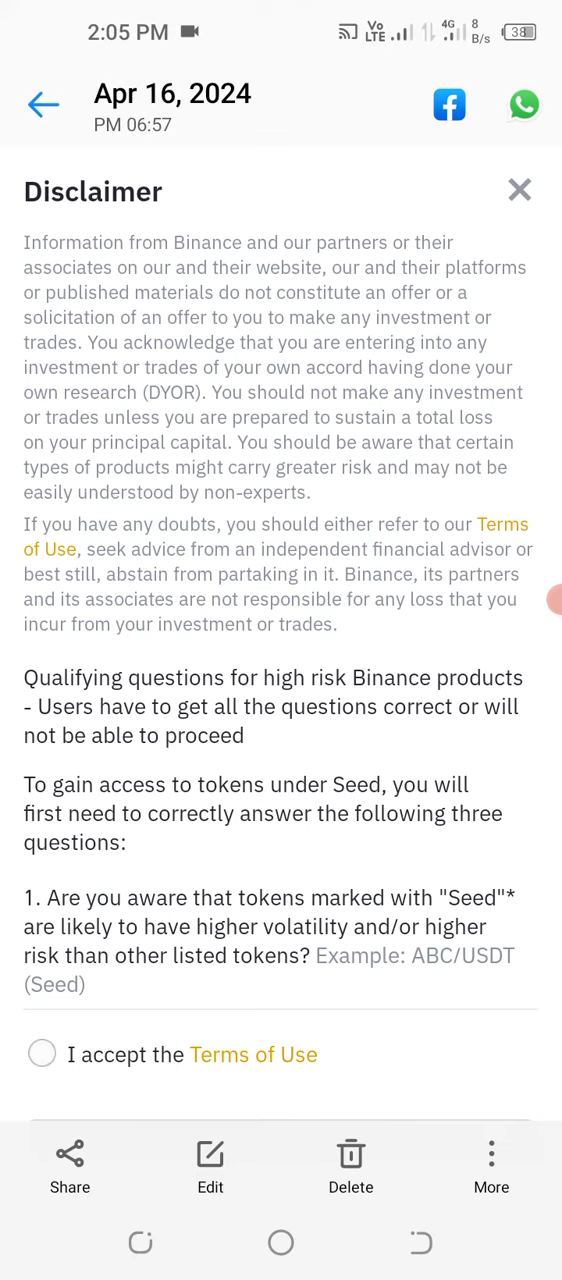 2:05 PM
Vo
LTE
4G
8
B/s
38
Apr 16, 2024
PM 06:57
Disclaimer
Information from Binance and our partners or their
associates on our and their website, our and their platforms
or published materials do not constitute an offer or a
solicitation of an offer to you to make any investment or
trades. You acknowledge that you are entering into any
investment or trades of your own accord having done your
own research (DYOR). You should not make any investment
or trades unless you are prepared to sustain a total loss
on your principal capital. You should be aware that certain
types of products might carry greater risk and may not be
easily understood by non-experts.
If you have any doubts, you should either refer to our Terms
of Use, seek advice from an independent financial advisor or
best still, abstain from partaking in it. Binance, its partners
and its associates are not responsible for any loss that you
incur from your investment or trades.
Qualifying questions for high risk Binance products
- Users have to get all the questions correct or will
not be able to proceed
To gain access to tokens under Seed, you will
first need to correctly answer the following three
questions:
1. Are you aware that tokens marked with "Seed"*
are likely to have higher volatility and/or higher
risk than other listed tokens? Example: ABC/USDT
(Seed)
I accept the Terms of Use
Share
Edit
Delete
More